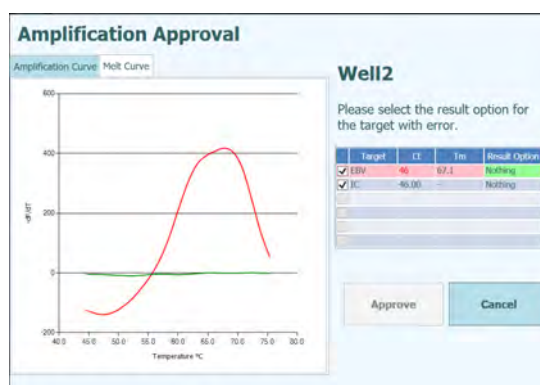 Amplification Approval
Amplification Curve Melt Curve
Well2
Please select the result option for
the target with error.
Target Ct Tm Result Option
EBV 46 67.1 Nothing
IC -46.00 - Nothing
Approve Cancel
600
400
200
0
-200
-dF/dT
40.0 45.0 50.0 55.0 60.0 65.0 70.0 75.0 80.0
Temperature ºC